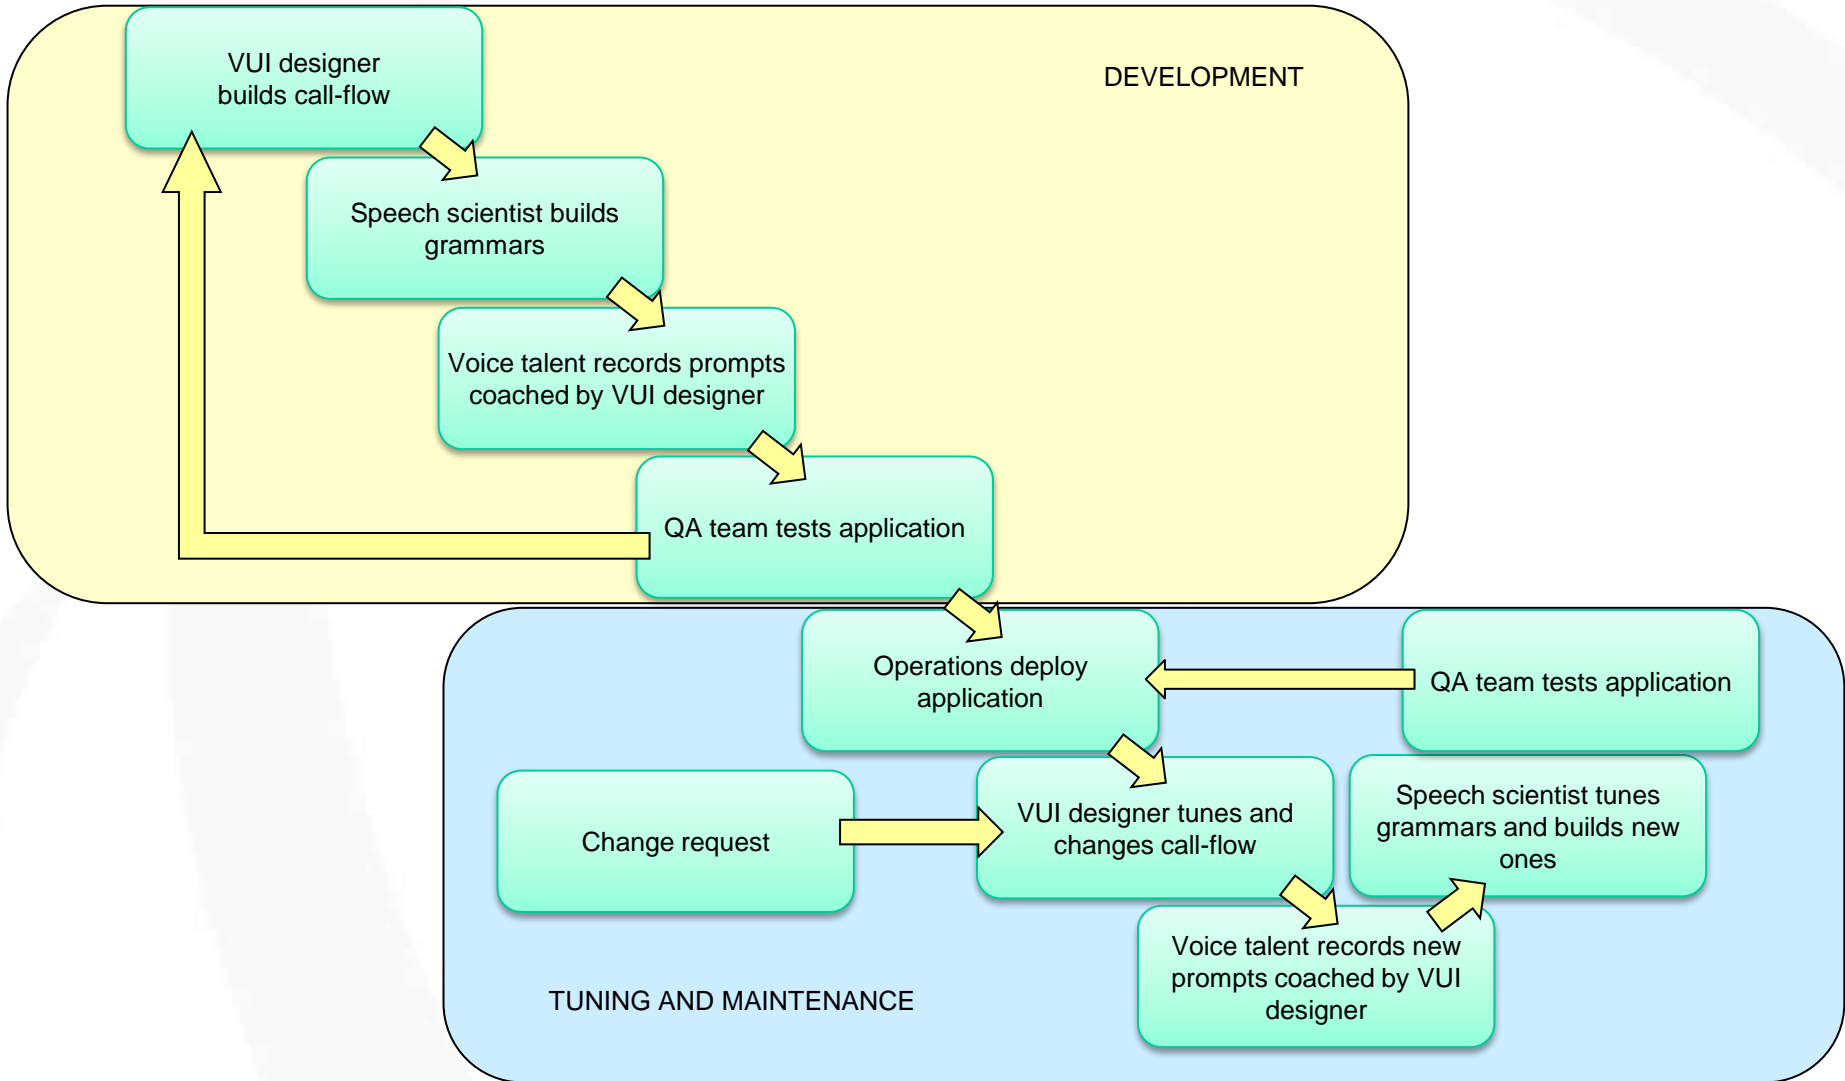 VUI designer
builds call-flow
DEVELOPMENT
Speech scientist builds
grammars
Voice talent records prompts
coached by VUI designer
QA team tests application
Operations deploy
application
QA team tests application
Change request
VUI designer tunes and
changes call-flow
Speech scientist tunes
grammars and builds new
ones
Voice talent records new
prompts coached by VUI
designer
TUNING AND MAINTENANCE